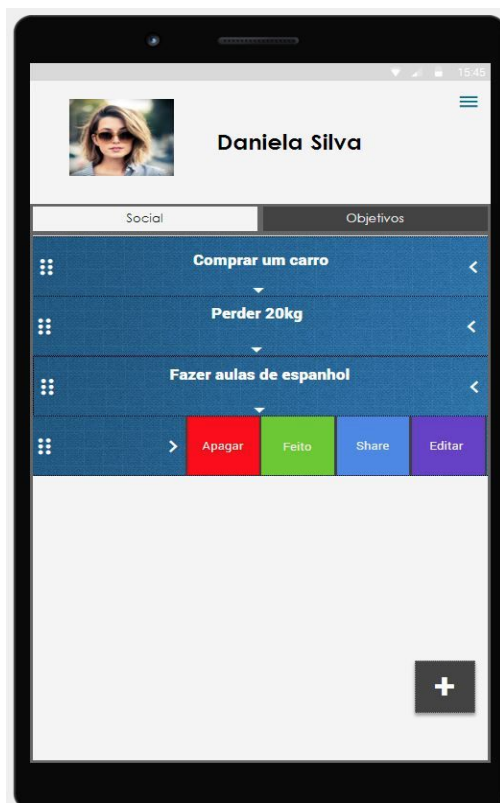 15:45
Daniela Silva
Social Objetivos
Comprar um carro
Perder 20kg
Fazer aulas de espanhol
Apagar Feito Share Editar